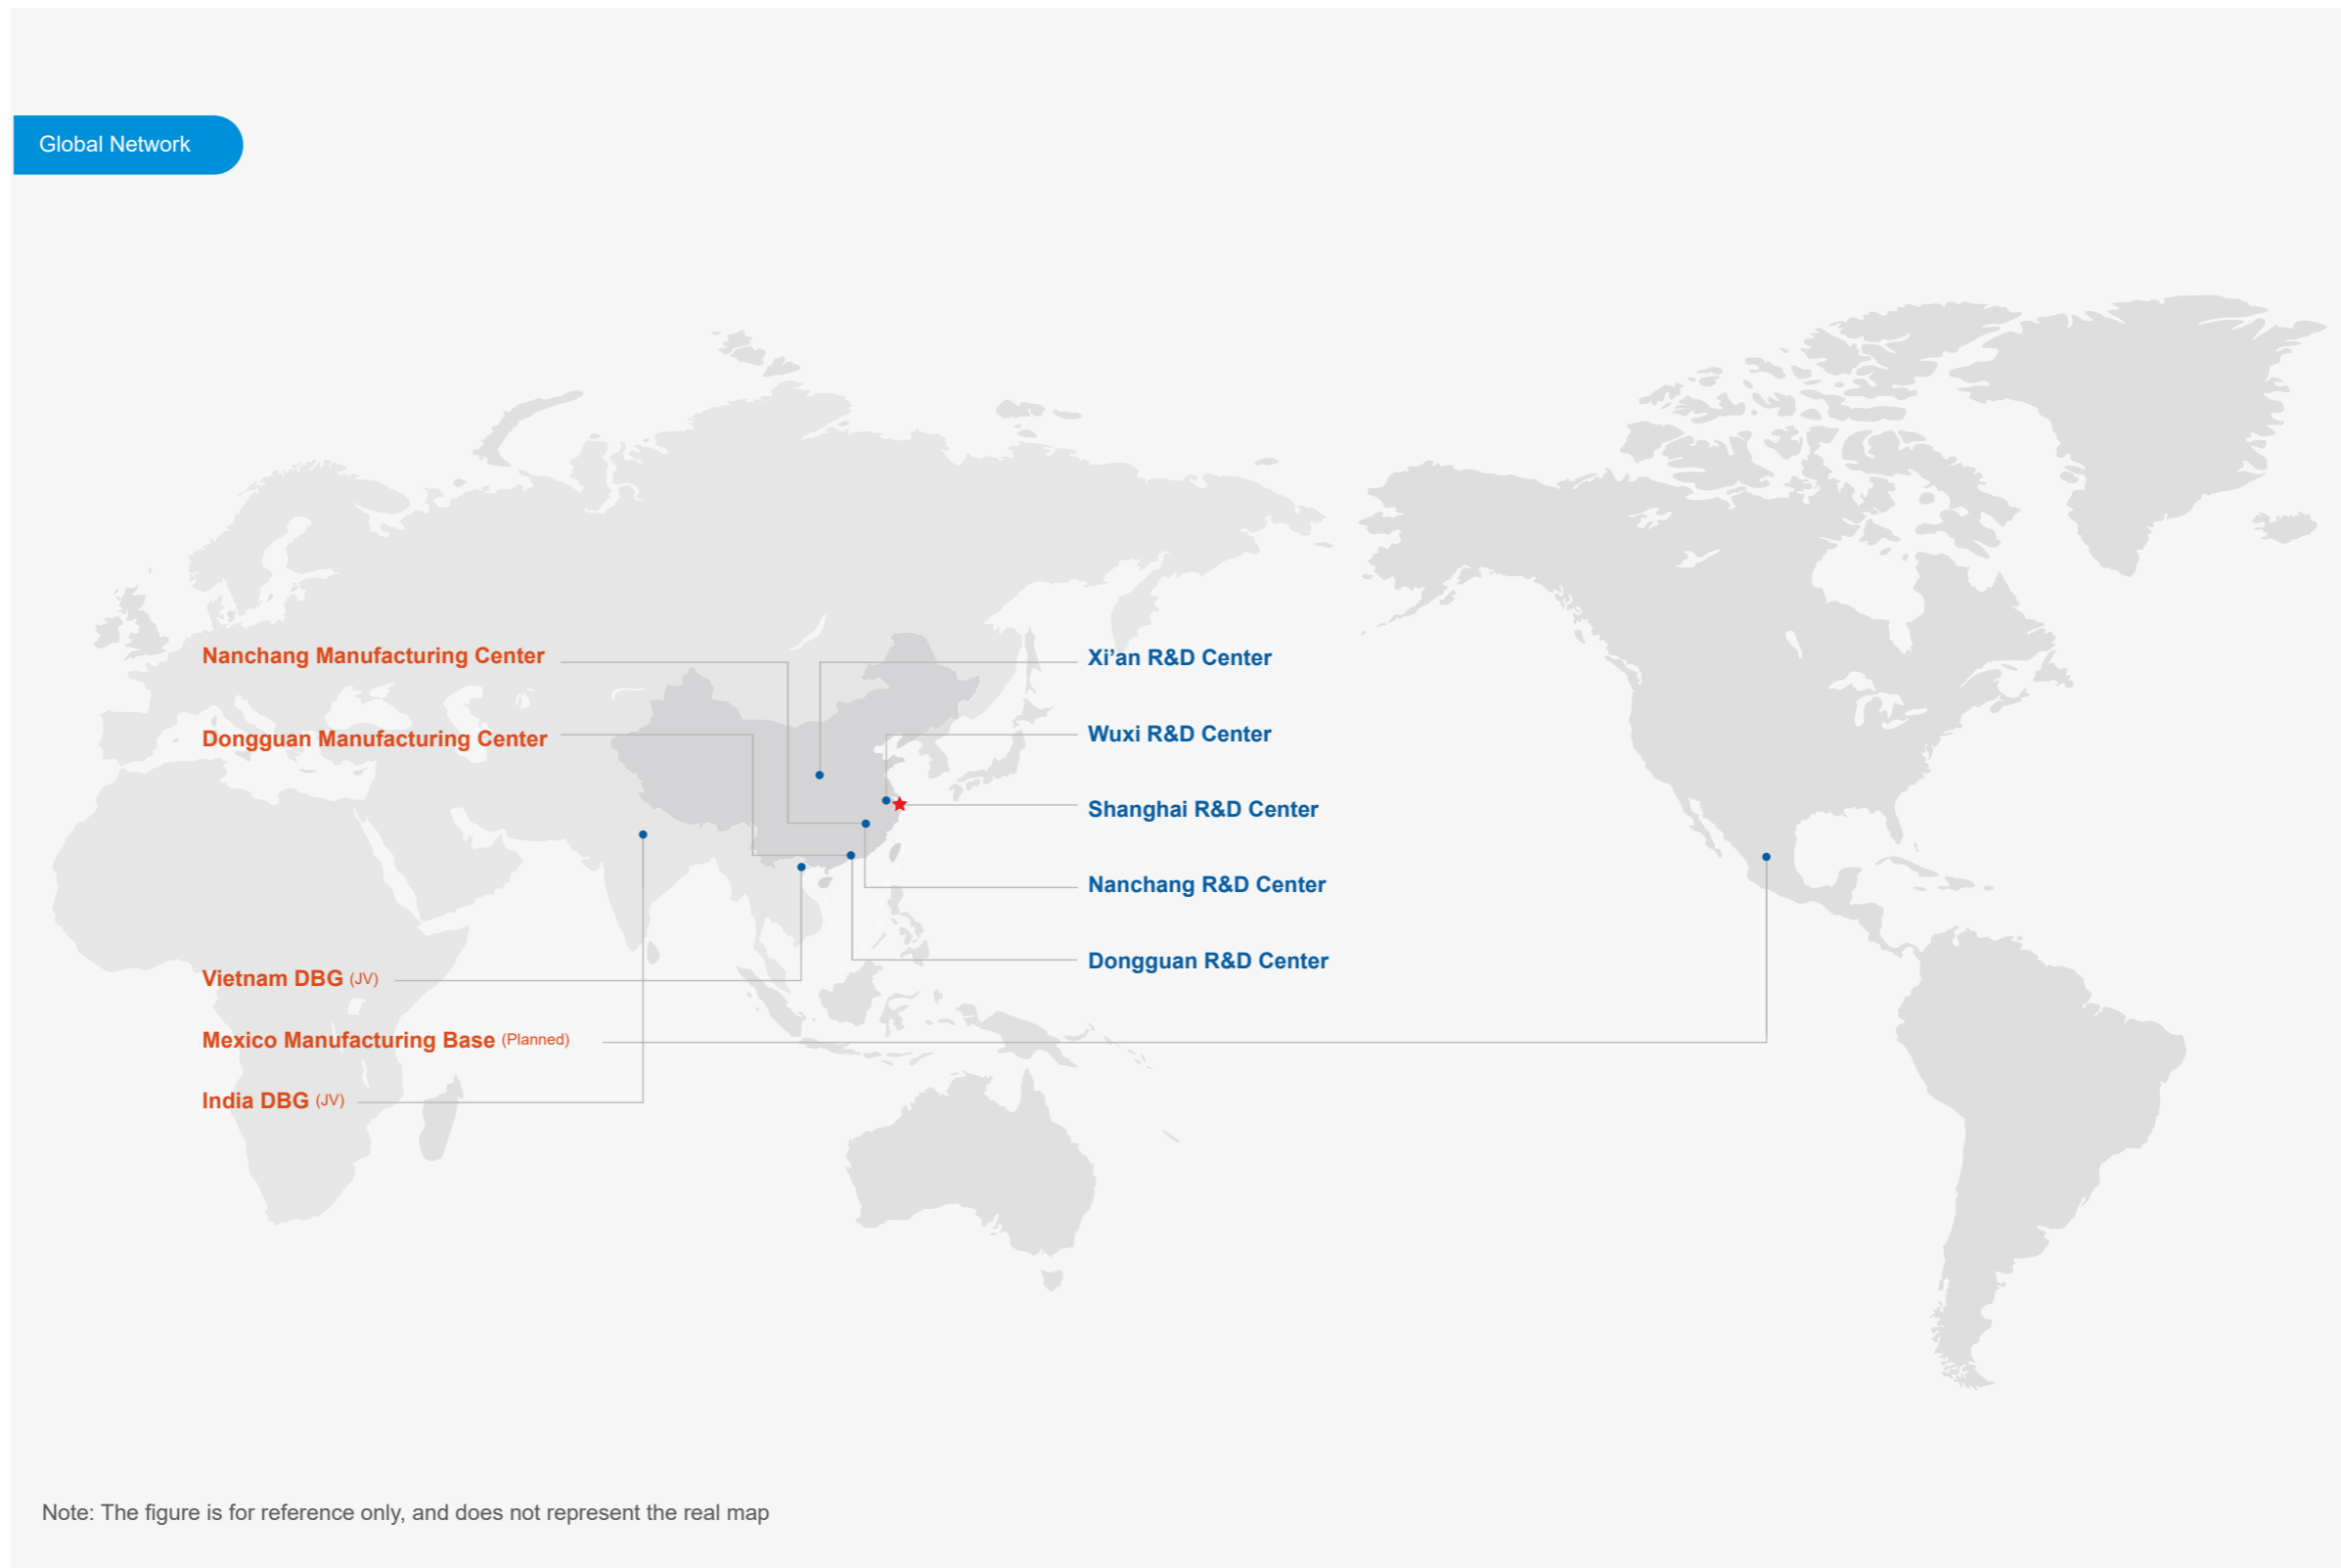 Global Network
Nanchang Manufacturing Center
Dongguan Manufacturing Center
Vietnam DBG (JV)
Mexico Manufacturing Base (Planned)
India DBG (JV)
Xi’an R&D Center
Wuxi R&D Center
Shanghai R&D Center
Nanchang R&D Center
Dongguan R&D Center
Note: The figure is for reference only, and does not represent the real map